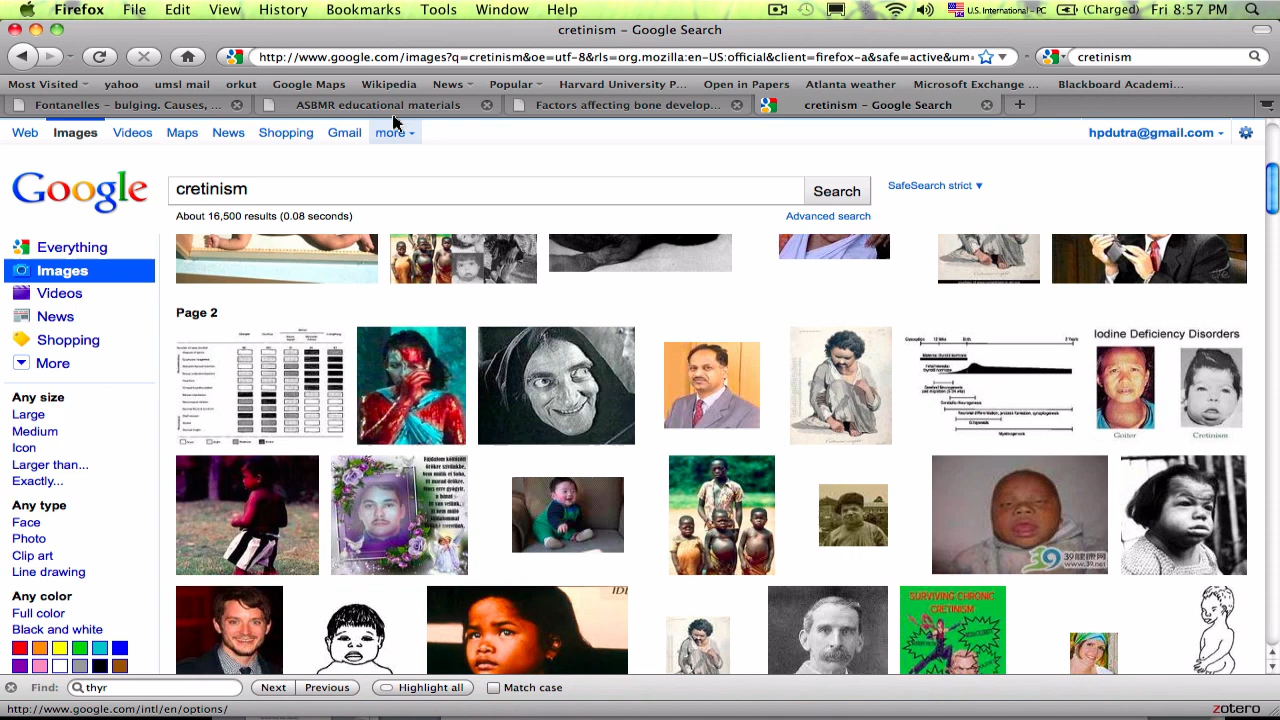 Firefox File Edit View History Bookmarks Tools Window Help U.S. International - PC (Charged) Fri 8:57 PM
cretinism – Google Search
http://www.google.com/images?q=cretinism&oe=utf-8&rls=org.mozilla:en-US:official&client=firefox-a&safe=active&um= cretinism
Most Visited yahoo umsl mail orkut Google Maps Wikipedia News Popular Harvard University P... Open in Papers Atlanta weather Microsoft Exchange Blackboard Academi...
Fontanelles – bulging. Causes, ... ASBMR educational materials Factors affecting bone develop... cretinism – Google Search
Web Images Videos Maps News Shopping Gmail more hpdutra@gmail.com
Google cretinism Search SafeSearch strict ▼
About 16,500 results (0.08 seconds) Advanced search
Everything
Images
Videos
News
Shopping
More
Any size
Large
Medium
Icon
Larger than...
Exactly...
Any type
Face
Photo
Clip art
Line drawing
Any color
Full color
Black and white
Page 2
Iodine Deficiency Disorders
Goiter Cretinism
39健康网
www.39.net
SURVIVING CHRONIC
CRETINISM
Find: thyr Next Previous Highlight all Match case
http://www.google.com/intl/en/options/ zotero